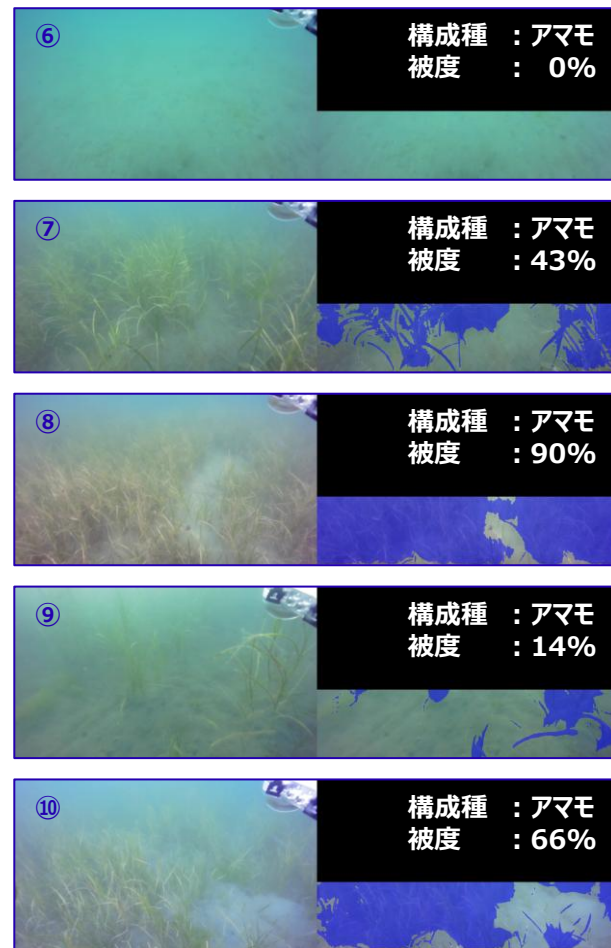 ⑥
構成種 ：アマモ
被度 ： 0%
⑦
構成種 ：アマモ
被度 ：43%
⑧
構成種 ：アマモ
被度 ：90%
⑨
構成種 ：アマモ
被度 ：14%
⑩
構成種 ：アマモ
被度 ：66%